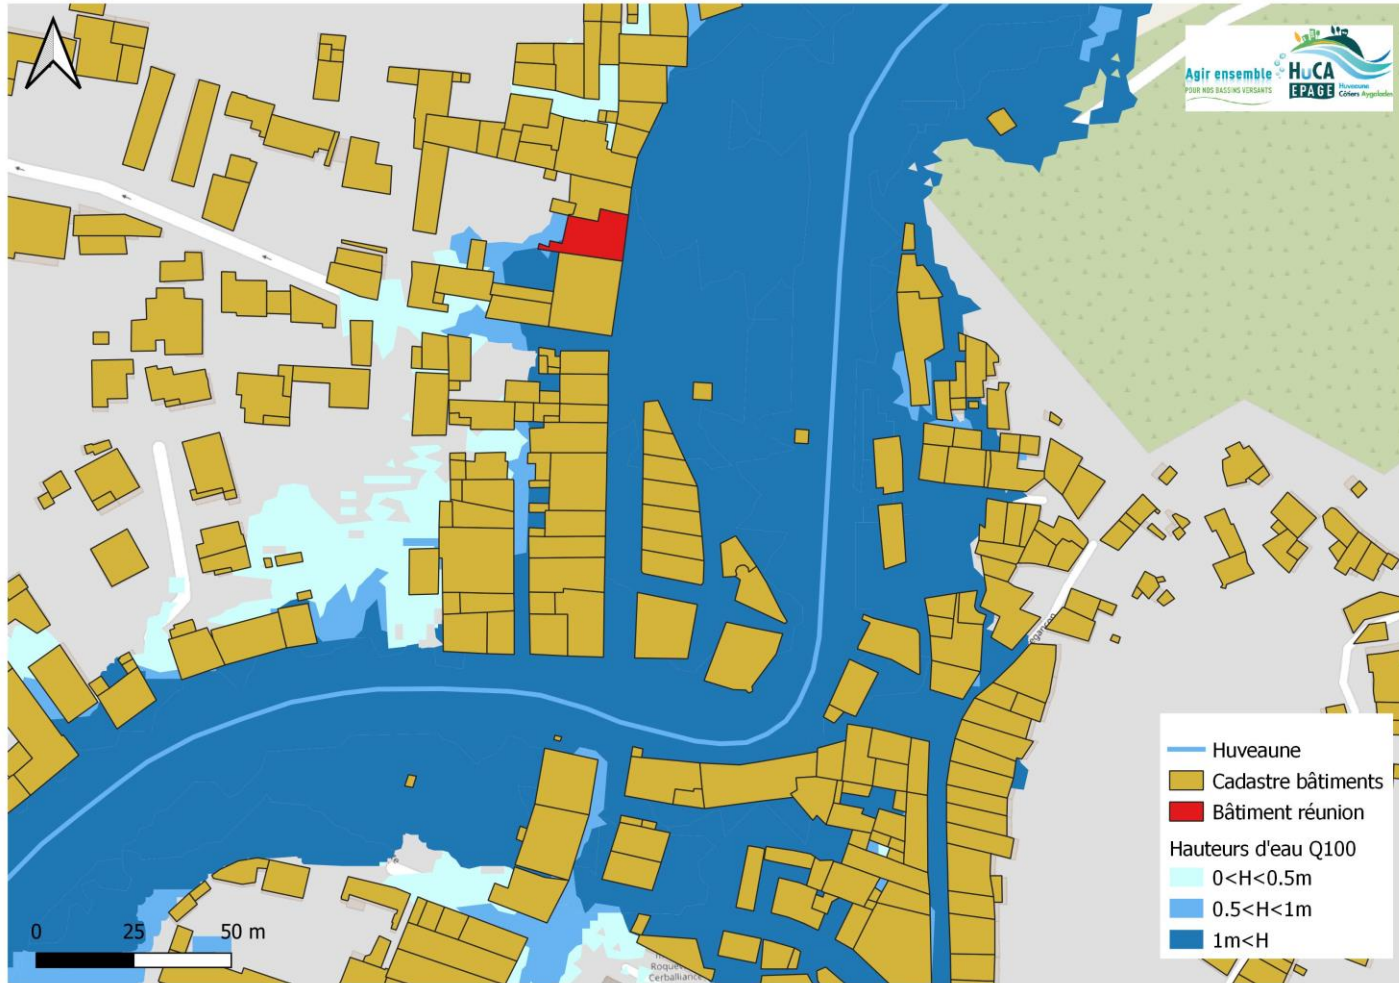 Agir ensemble
POUR NOS BASSINS VERSANTS
HuCA
EPAGE
Huveaune
Côtiers Aygalades
Huveaune
Cadastre bâtiments
Bâtiment réunion
Hauteurs d'eau Q100
0<H<0.5m
0.5<H<1m
1m<H
0 25 50 m
Cerballiance